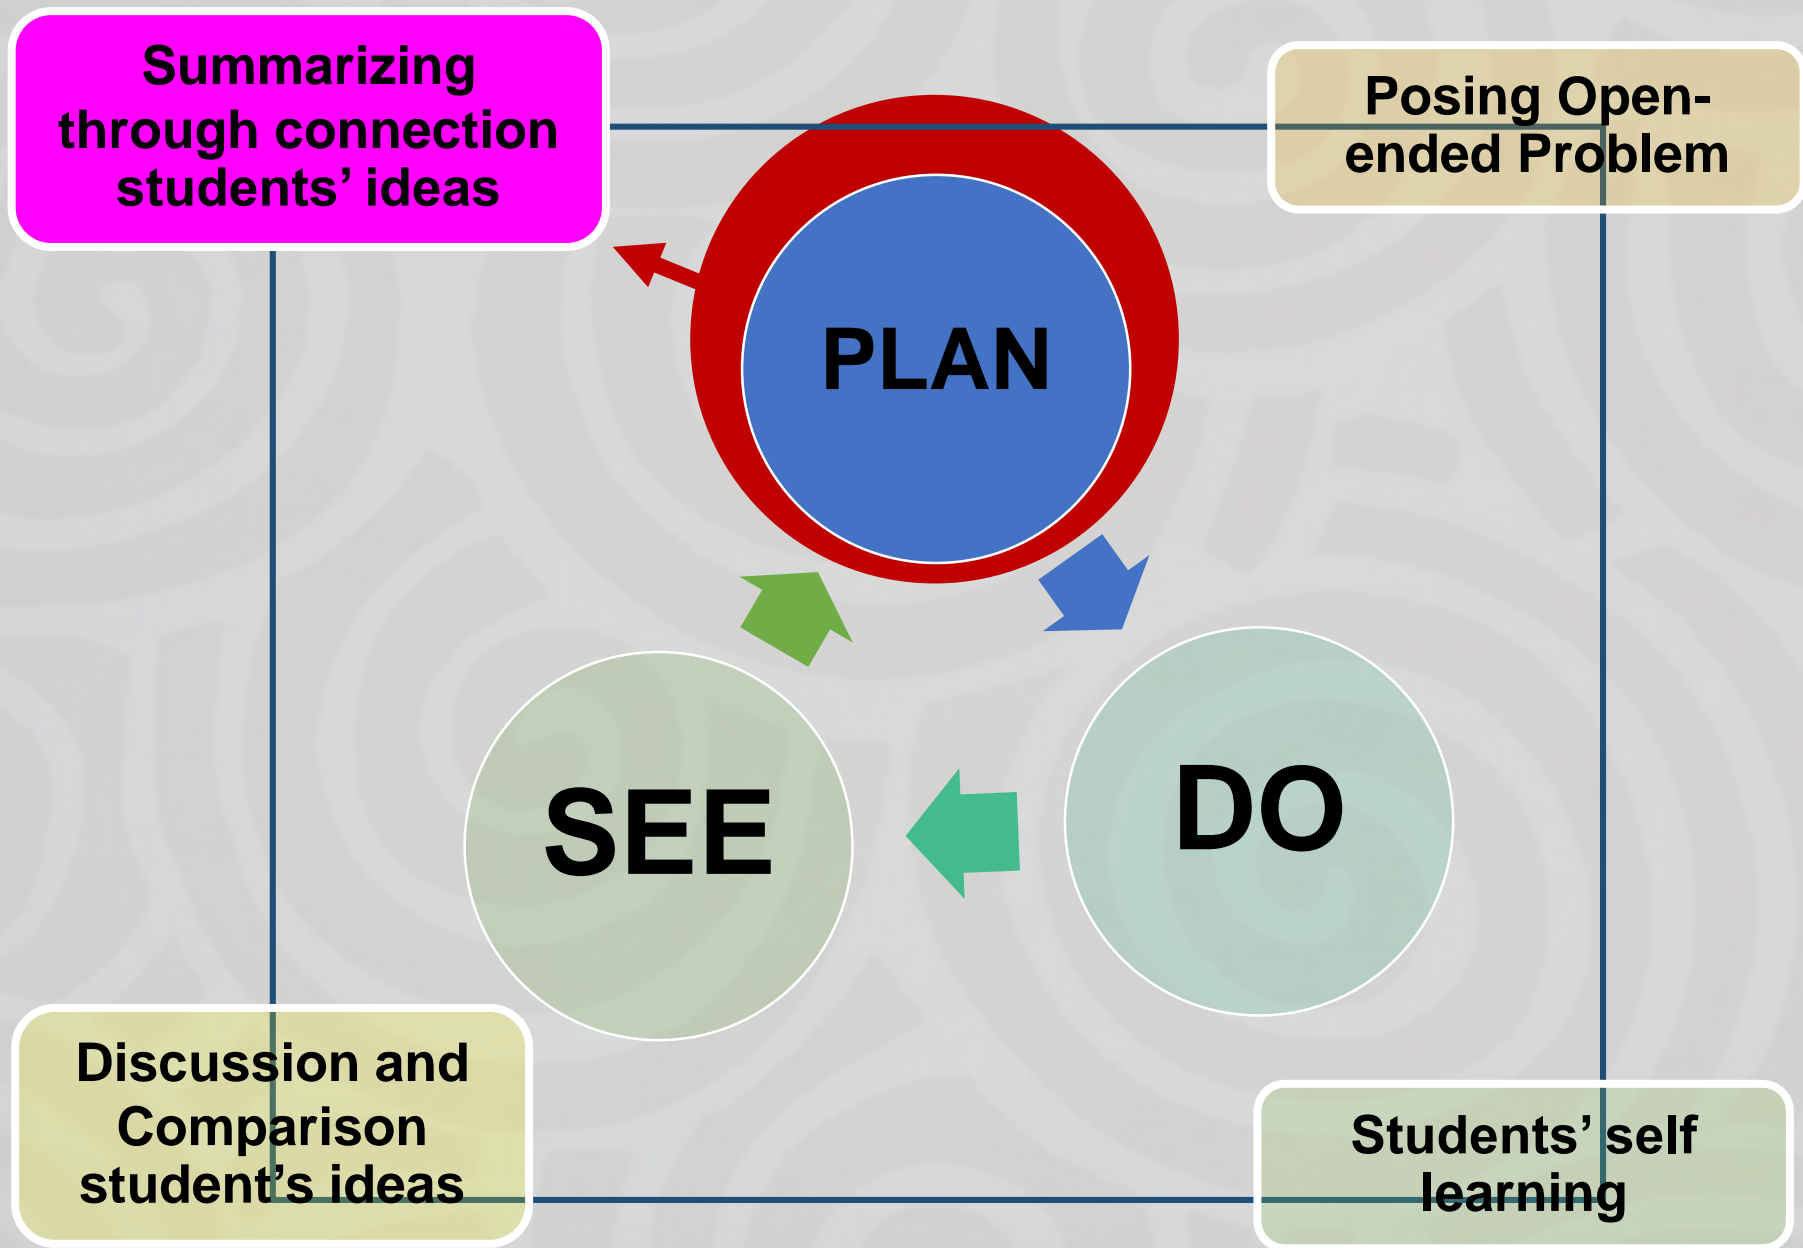 Summarizing
through connection
students’ ideas
Posing Open-
ended Problem
PLAN
DO
SEE
Discussion and
Comparison
student’s ideas
Students’ self
learning